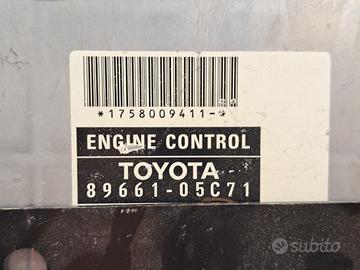 *1758009411-*
ENGINE CONTROL
TOYOTA
89661-05C71
subito